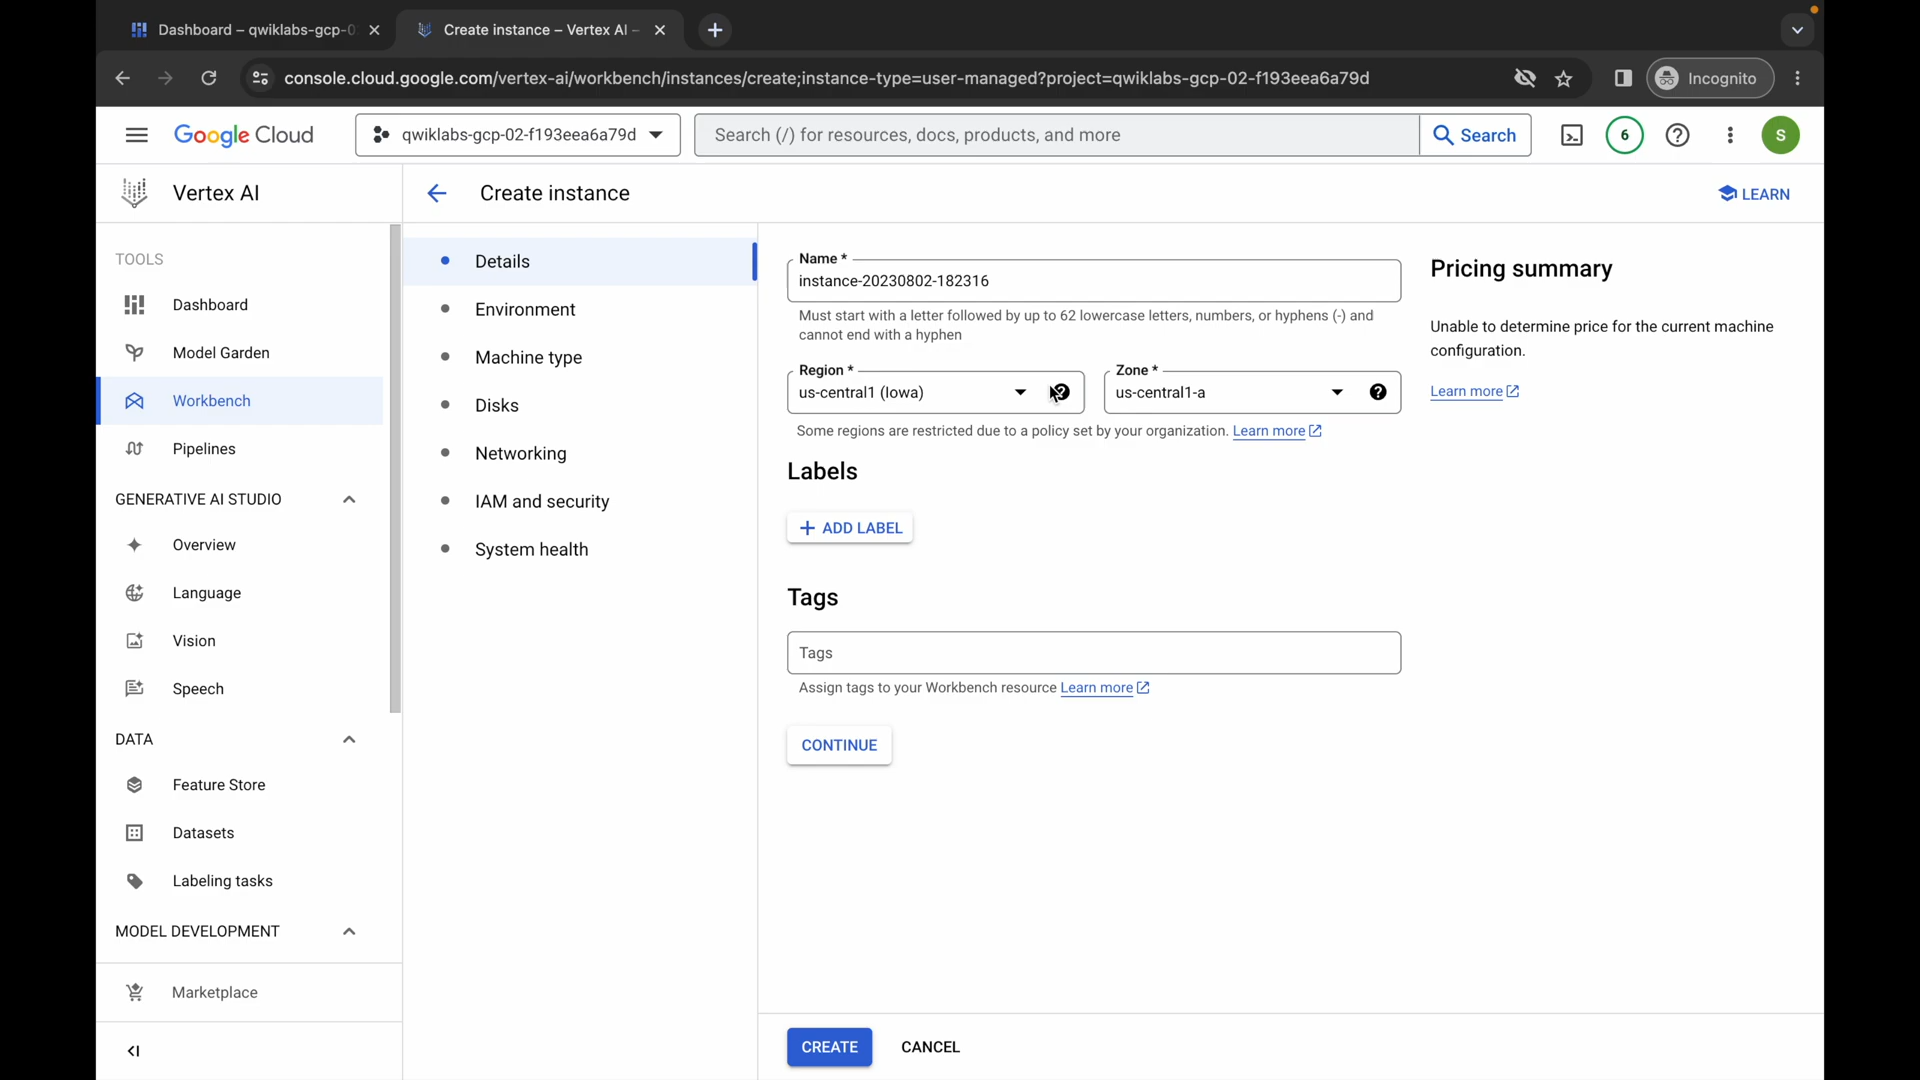 Dashboard – qwiklabs-gcp-0
Create instance – Vertex AI –
console.cloud.google.com/vertex-ai/workbench/instances/create;instance-type=user-managed?project=qwiklabs-gcp-02-f193eea6a79d
Incognito
Google Cloud
qwiklabs-gcp-02-f193eea6a79d
Search (/) for resources, docs, products, and more
Search
6
S
Vertex AI
Create instance
LEARN
TOOLS
Dashboard
Model Garden
Workbench
Pipelines
GENERATIVE AI STUDIO
Overview
Language
Vision
Speech
DATA
Feature Store
Datasets
Labeling tasks
MODEL DEVELOPMENT
Marketplace
Details
Environment
Machine type
Disks
Networking
IAM and security
System health
Name *
instance-20230802-182316
Must start with a letter followed by up to 62 lowercase letters, numbers, or hyphens (-) and
cannot end with a hyphen
Region *
us-central1 (Iowa)
Zone *
us-central1-a
Some regions are restricted due to a policy set by your organization. Learn more
Labels
+ ADD LABEL
Tags
Tags
Assign tags to your Workbench resource Learn more
CONTINUE
CREATE
CANCEL
Pricing summary
Unable to determine price for the current machine
configuration.
Learn more